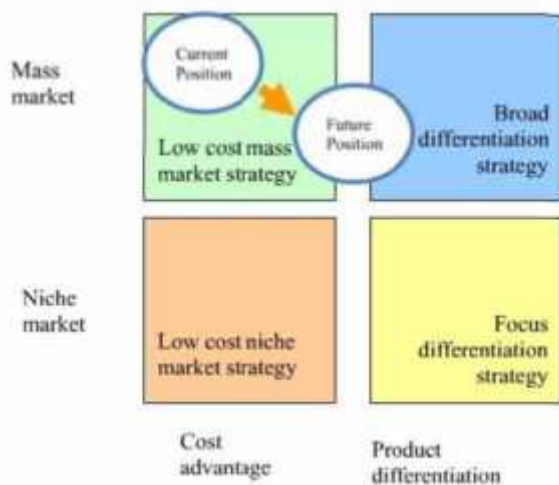 Mass
market
Current
Position
Low cost mass
market strategy
Future
Position
Broad
differentiation
strategy
Niche
market
Low cost niche
market strategy
Focus
differentiation
strategy
Cost
advantage
Product
differentiation